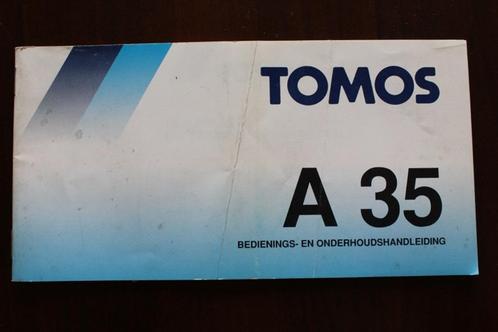 TOMOS
A 35
BEDIENINGS- EN ONDERHOUDSHANDLEIDING